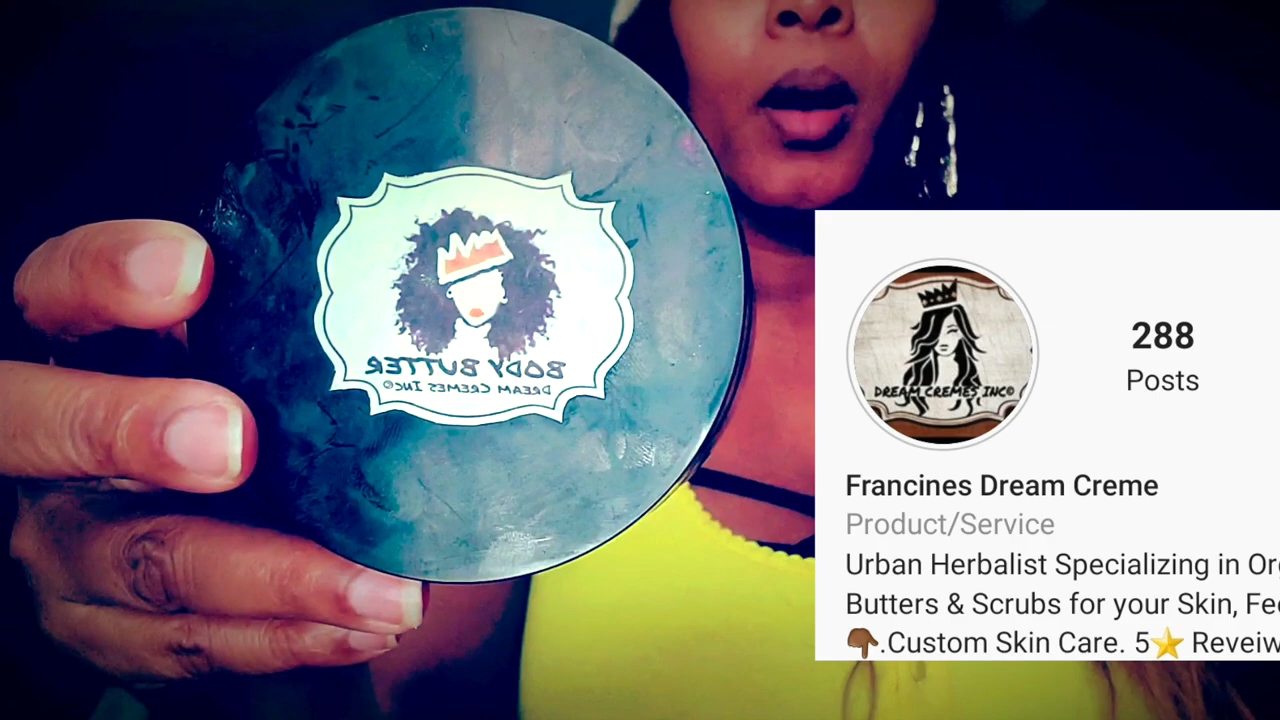 BODY BUTTER
DREAM CREMES INC©
DREAM CREMES INC©
288
Posts
Francines Dream Creme
Product/Service
Urban Herbalist Specializing in Or
Butters & Scrubs for your Skin, Fe
👇🏾.Custom Skin Care. 5⭐ Reveiw